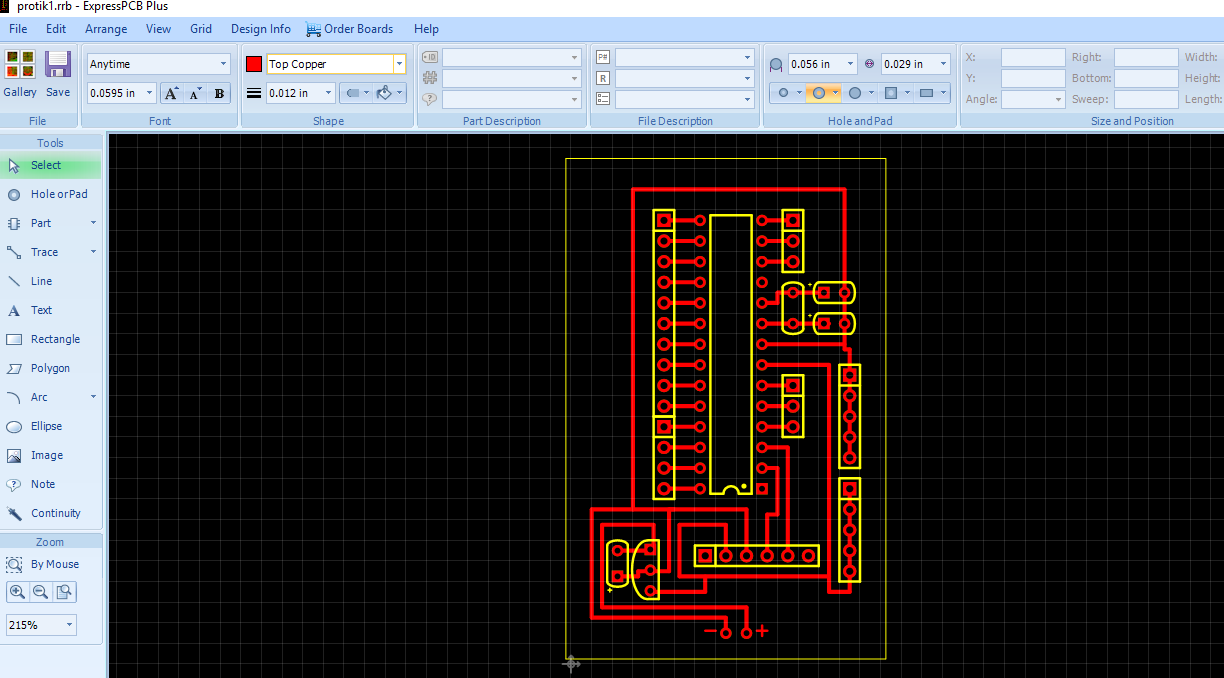 protik1.rrb - ExpressPCB Plus
File Edit Arrange View Grid Design Info Order Boards Help
Gallery Save
File
Anytime
0.0595 in A A B
Font
Top Copper
0.012 in
Shape
Part Description
P#
R
File Description
0.056 in 0.029 in
Hole and Pad
X: Right: Width:
Y: Bottom: Height:
Angle: Sweep: Length:
Size and Position
Tools
Select
Hole or Pad
Part
Trace
Line
Text
Rectangle
Polygon
Arc
Ellipse
Image
Note
Continuity
Zoom
By Mouse
215%
+
+
+
− +